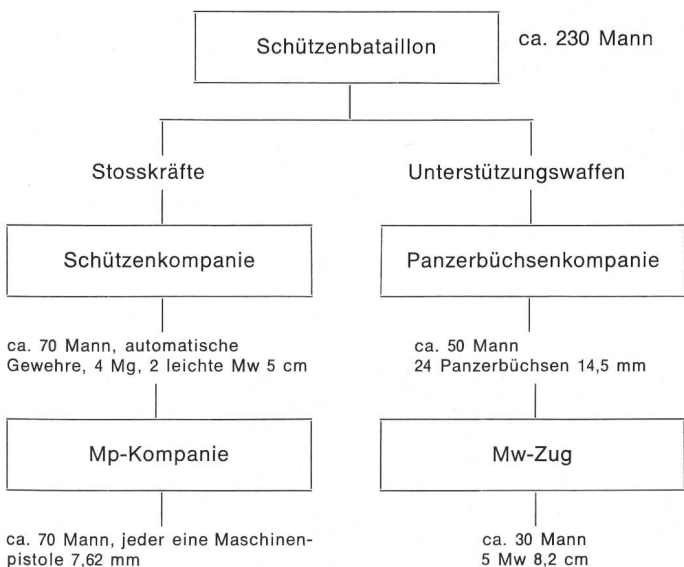 Schützenbataillon
ca. 230 Mann
Stosskräfte
Schützenkompanie
ca. 70 Mann, automatische
Gewehre, 4 Mg, 2 leichte Mw 5 cm
Mp-Kompanie
ca. 70 Mann, jeder eine Maschinen-
pistole 7,62 mm
Unterstützungswaffen
Panzerbüchsenkompanie
ca. 50 Mann
24 Panzerbüchsen 14,5 mm
Mw-Zug
ca. 30 Mann
5 Mw 8,2 cm